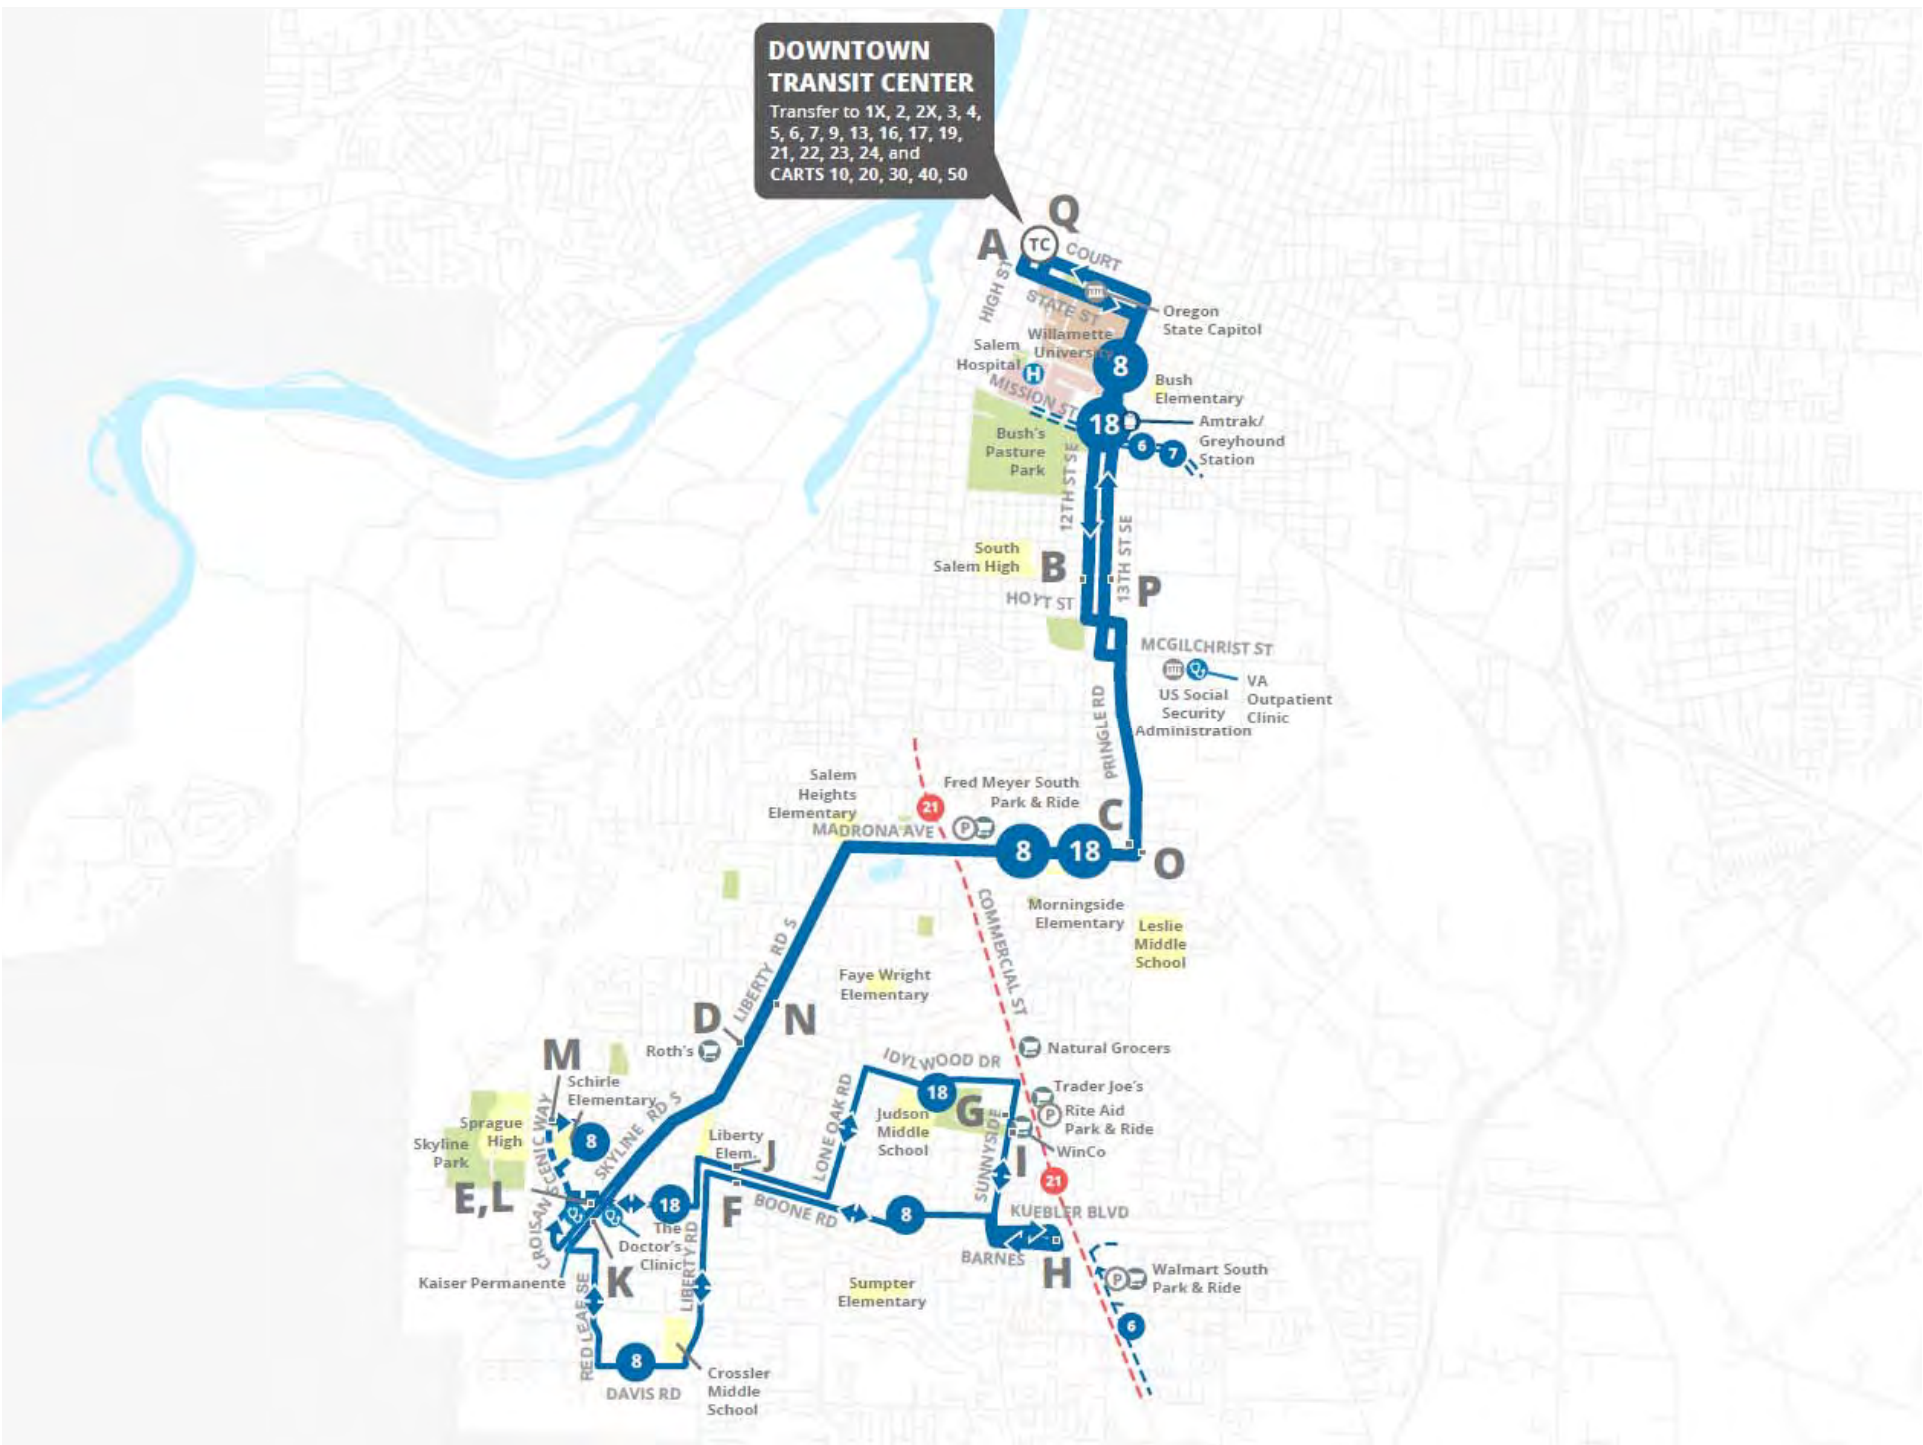 DOWNTOWN
TRANSIT CENTER
Transfer to 1X, 2, 2X, 3, 4,
5, 6, 7, 9, 13, 16, 17, 19,
21, 22, 23, 24, and
CARTS 10, 20, 30, 40, 50
Q
A
TC
COURT
HIGH ST
STATE ST
Oregon
State Capitol
Willamette
University
Salem
Hospital
H
8
MISSION ST
Bush
Elementary
18
Amtrak/
Greyhound
Station
6
7
Bush's
Pasture
Park
12TH ST SE
13TH ST SE
South
Salem High
B
P
HOYT ST
MCGILCHRIST ST
US Social
Security
Administration
VA
Outpatient
Clinic
PRINGLE RD
Salem
Heights
Elementary
21
Fred Meyer South
Park & Ride
P
C
MADRONA AVE
8
18
O
Morningside
Elementary
Leslie
Middle
School
COMMERCIAL ST
LIBERTY RD S
Faye Wright
Elementary
D
N
Roth's
Natural Grocers
IDYLWOOD DR
M
Schirle
Elementary
Trader Joe's
18
G
P
Rite Aid
Park & Ride
LONE OAK RD
Judson
Middle
School
WinCo
SUNNYSIDE
I
Sprague
High
Skyline
Park
8
SKYLINE RD S
CROISAN SCENIC WAY
Liberty
Elem.
J
21
E,L
18
F
BOONE RD
8
KUEBLER BLVD
The
Doctor's
Clinic
BARNES
H
Kaiser Permanente
K
LIBERTY RD
Sumpter
Elementary
P
Walmart South
Park & Ride
6
RED LEAF SE
8
DAVIS RD
Crossler
Middle
School